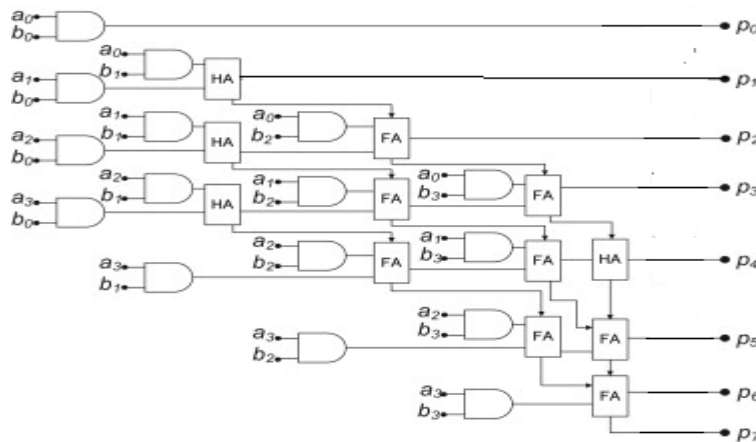 a₀
b₀
p₀
a₀
b₁
HA
p₁
a₁
b₀
a₁
b₁
HA
a₀
b₂
FA
p₂
a₂
b₀
a₂
b₁
HA
a₁
b₂
FA
a₀
b₃
FA
p₃
a₃
b₀
a₂
b₂
FA
a₁
b₃
FA
HA
p₄
a₃
b₁
a₂
b₃
FA
FA
p₅
a₃
b₂
a₃
b₃
FA
p₆